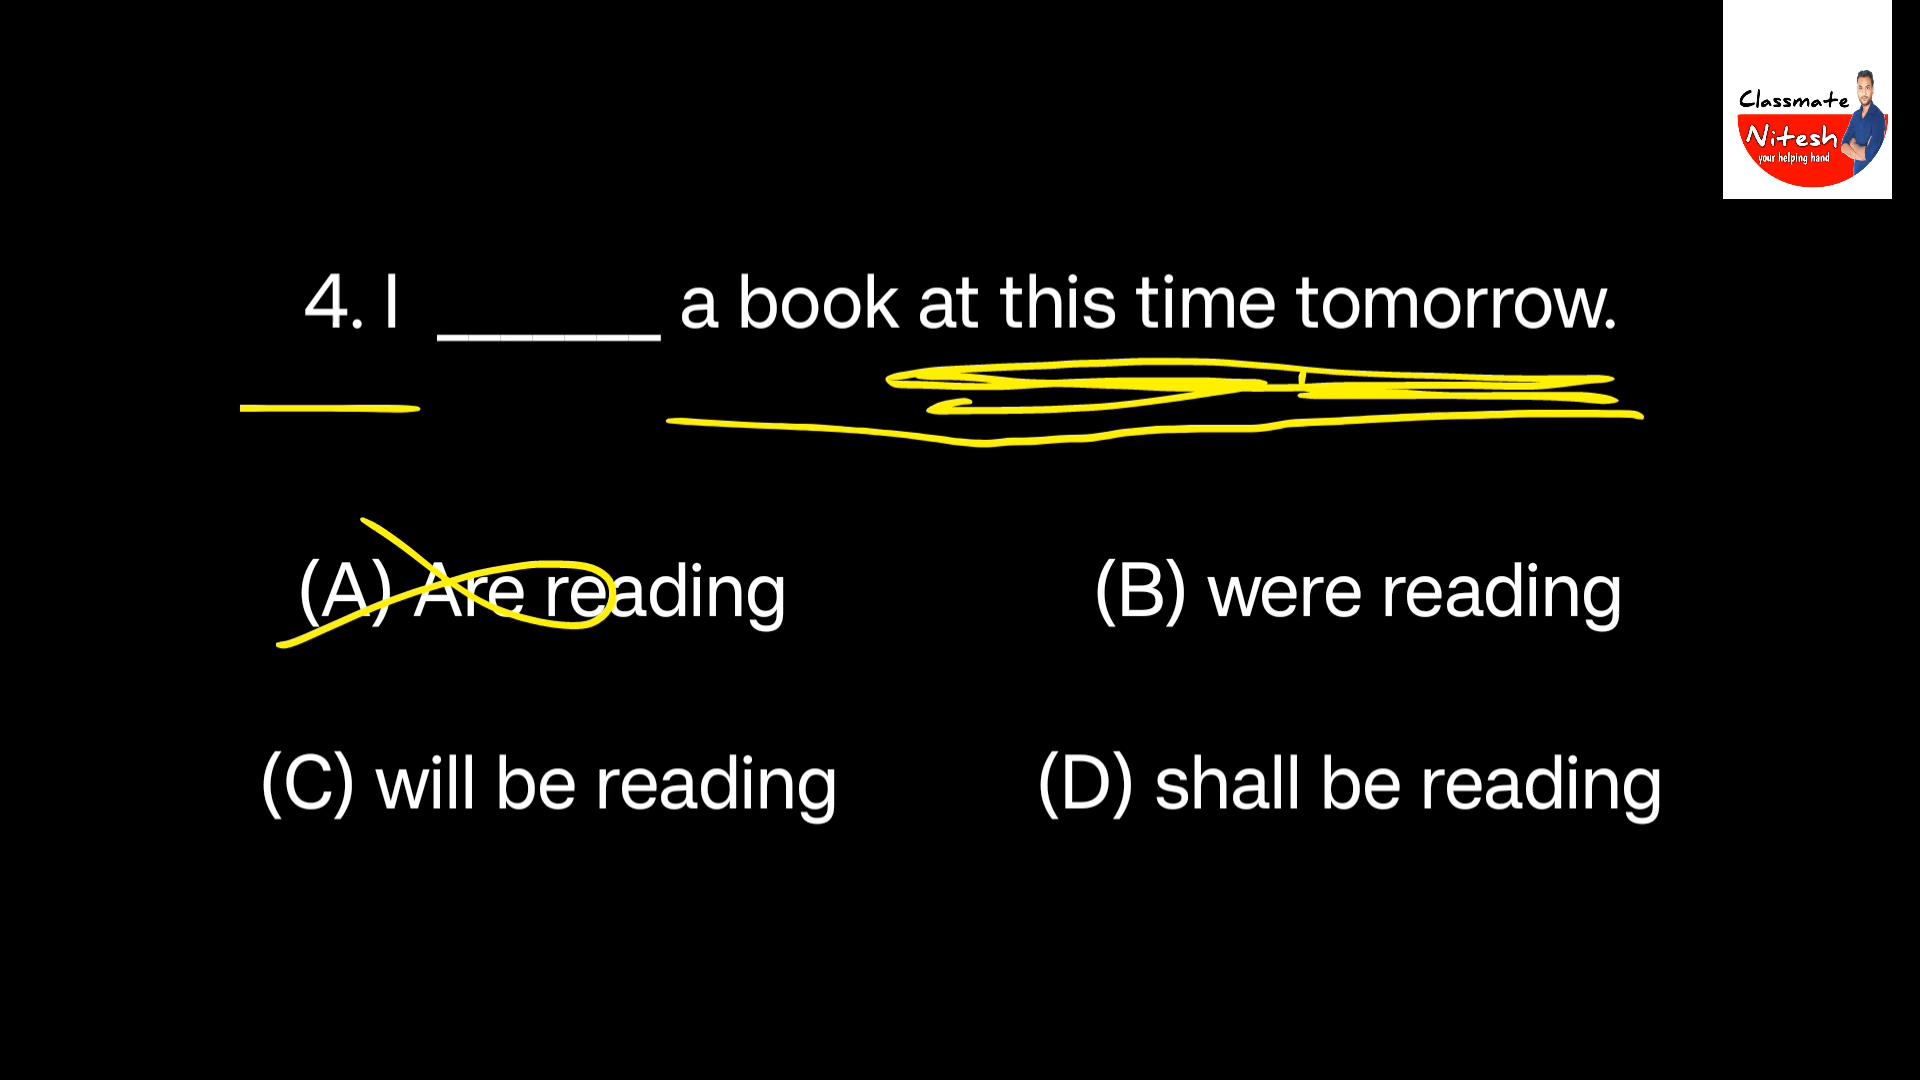 Classmate
Nitesh
your helping hand
4. I _______ a book at this time tomorrow.
(A) Are reading
(B) were reading
(C) will be reading
(D) shall be reading